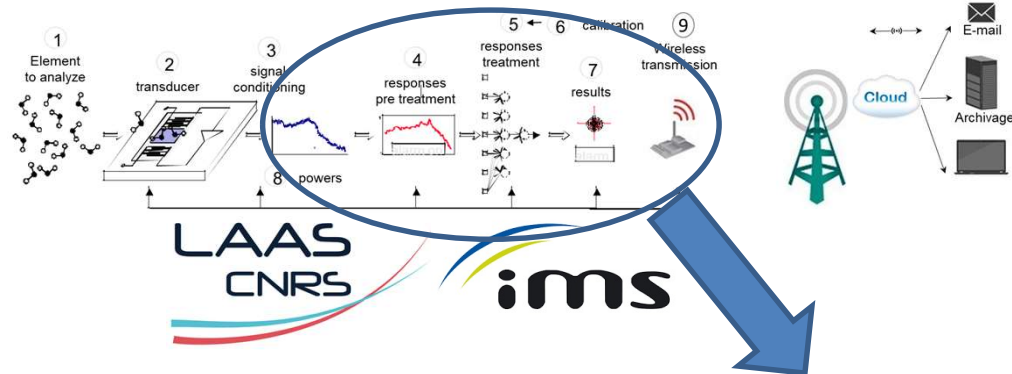 1
Element
to analyze
2
transducer
3
signal
conditioning
4
responses
pre treatment
5
6
calibration
responses
treatment
7
results
alarm
8
powers
9
Wireless
transmission
Cloud
E-mail
Archivage
LAAS
CNRS
ims